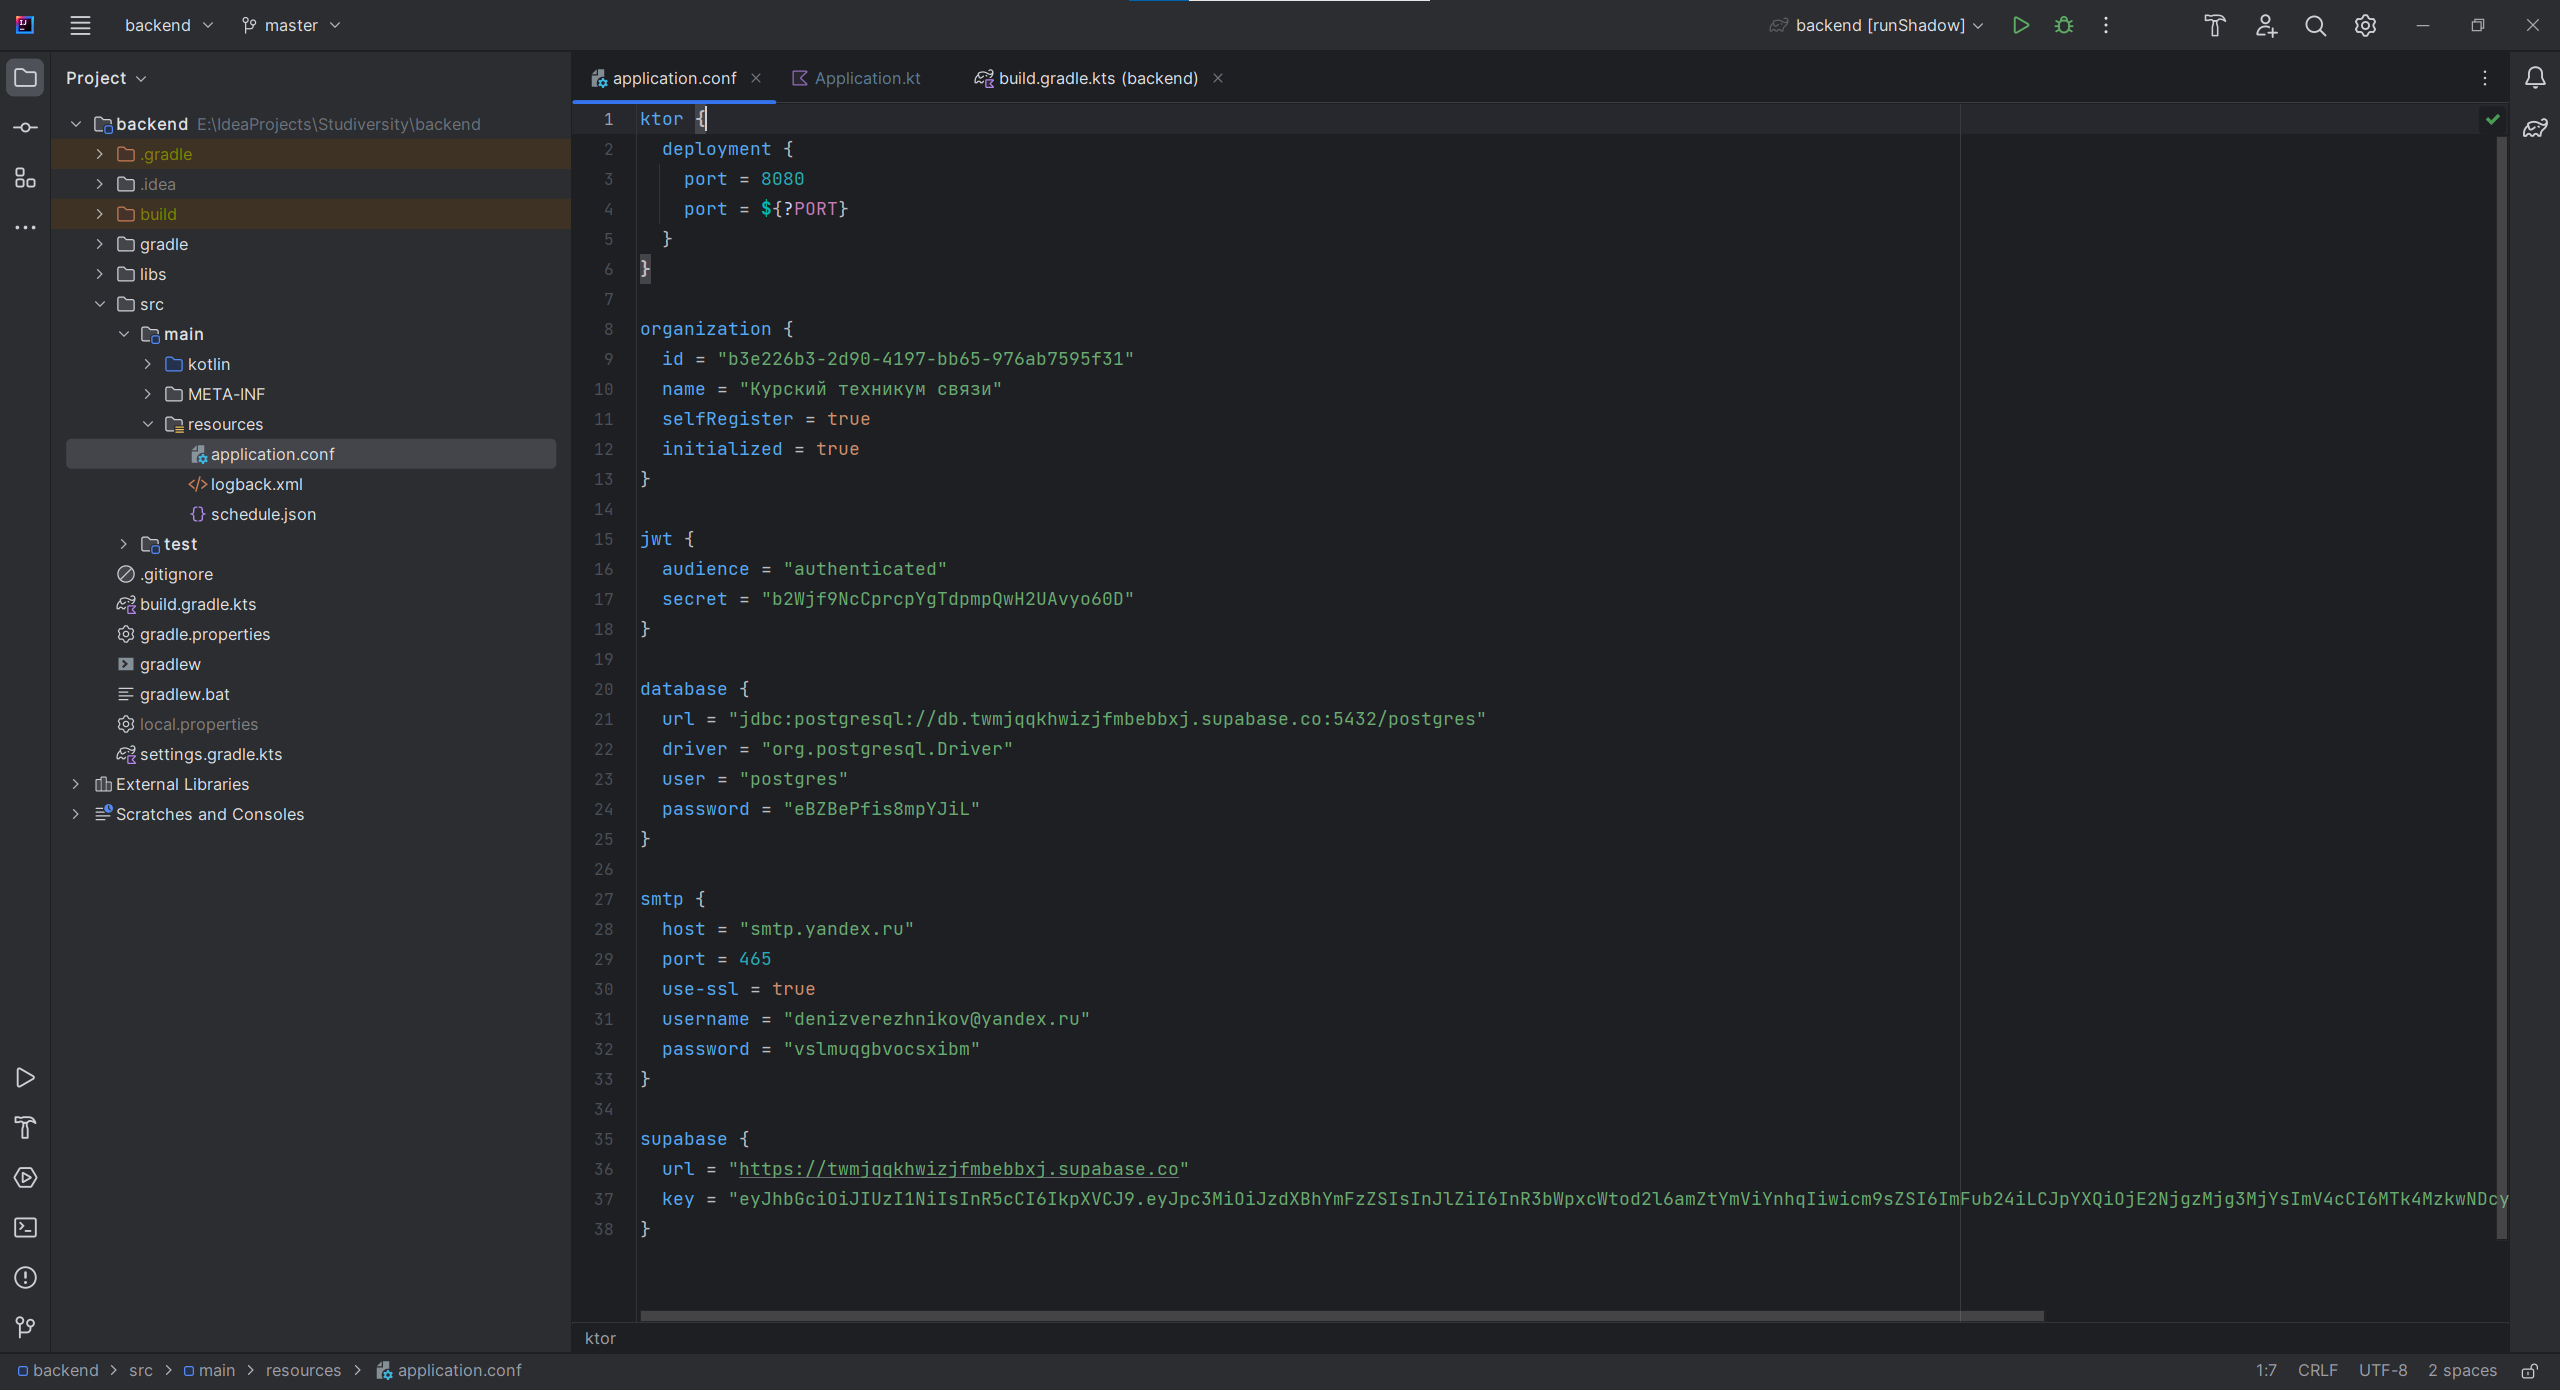 backend
master
backend [runShadow]
Project
application.conf
Application.kt
build.gradle.kts (backend)
backend E:\IdeaProjects\Studiversity\backend
.gradle
.idea
build
gradle
libs
src
main
kotlin
META-INF
resources
application.conf
logback.xml
schedule.json
test
.gitignore
build.gradle.kts
gradle.properties
gradlew
gradlew.bat
local.properties
settings.gradle.kts
External Libraries
Scratches and Consoles
1 ktor {
2 deployment {
3 port = 8080
4 port = ${?PORT}
5 }
6 }
7
8 organization {
9 id = "b3e226b3-2d90-4197-bb65-976ab7595f31"
10 name = "Курский техникум связи"
11 selfRegister = true
12 initialized = true
13 }
14
15 jwt {
16 audience = "authenticated"
17 secret = "b2Wjf9NcCprcpYgTdpmpQwH2UAvyo60D"
18 }
19
20 database {
21 url = "jdbc:postgresql://db.twmjqqkhwizjfmbebbxj.supabase.co:5432/postgres"
22 driver = "org.postgresql.Driver"
23 user = "postgres"
24 password = "eBZBePfis8mpYJiL"
25 }
26
27 smtp {
28 host = "smtp.yandex.ru"
29 port = 465
30 use-ssl = true
31 username = "denizverezhnikov@yandex.ru"
32 password = "vslmuqgbvocsxibm"
33 }
34
35 supabase {
36 url = "https://twmjqqkhwizjfmbebbxj.supabase.co"
37 key = "eyJhbGciOiJIUzI1NiIsInR5cCI6IkpXVCJ9.eyJpc3MiOiJzdXBhYmFzZSIsInJlZiI6InR3bWpxcWtod2l6amZtYmViYnhqIiwicm9sZSI6ImFub24iLCJpYXQiOjE2NjgzMjg3MjYsImV4cCI6MTk4MzkwNDcy
38 }
ktor
backend src main resources application.conf
1:7 CRLF UTF-8 2 spaces